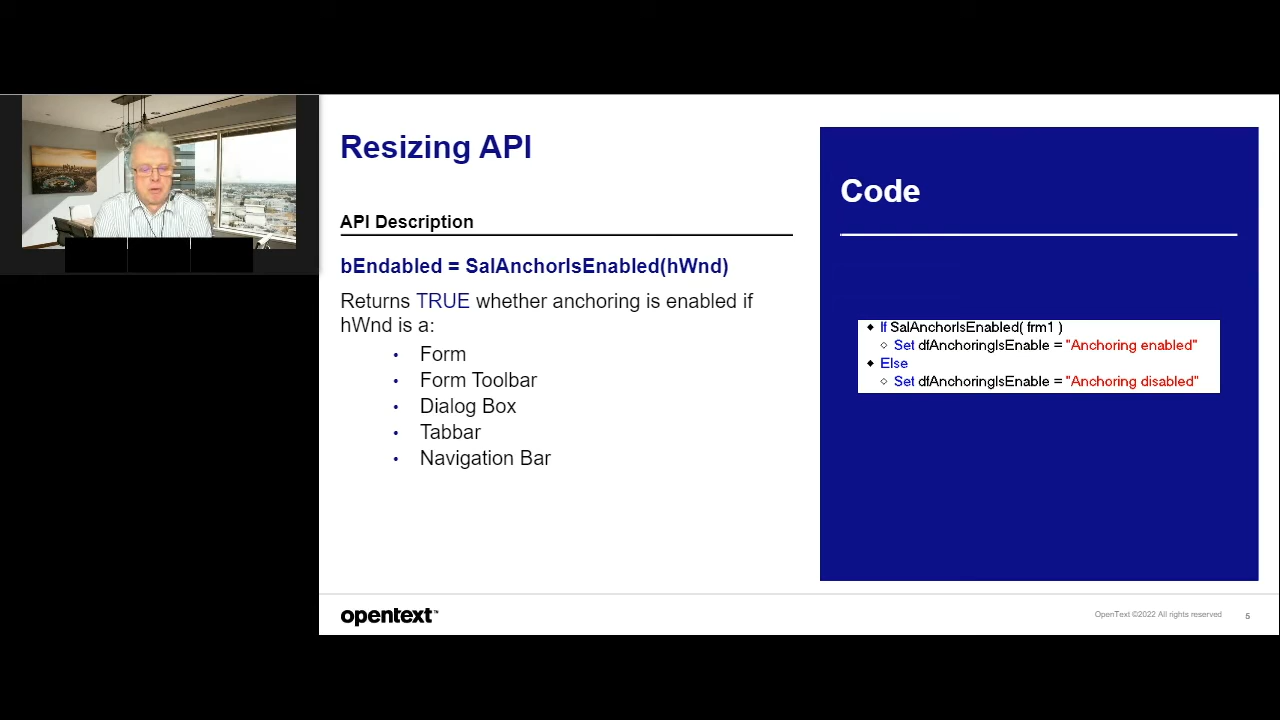 Resizing API
API Description
bEndabled = SalAnchorIsEnabled(hWnd)
Returns TRUE whether anchoring is enabled if
hWnd is a:
• Form
• Form Toolbar
• Dialog Box
• Tabbar
• Navigation Bar
Code
◆ If SalAnchorIsEnabled( frm1 )
◇ Set dfAnchoringIsEnable = "Anchoring enabled"
◆ Else
◇ Set dfAnchoringIsEnable = "Anchoring disabled"
opentext™
OpenText ©2022 All rights reserved
5